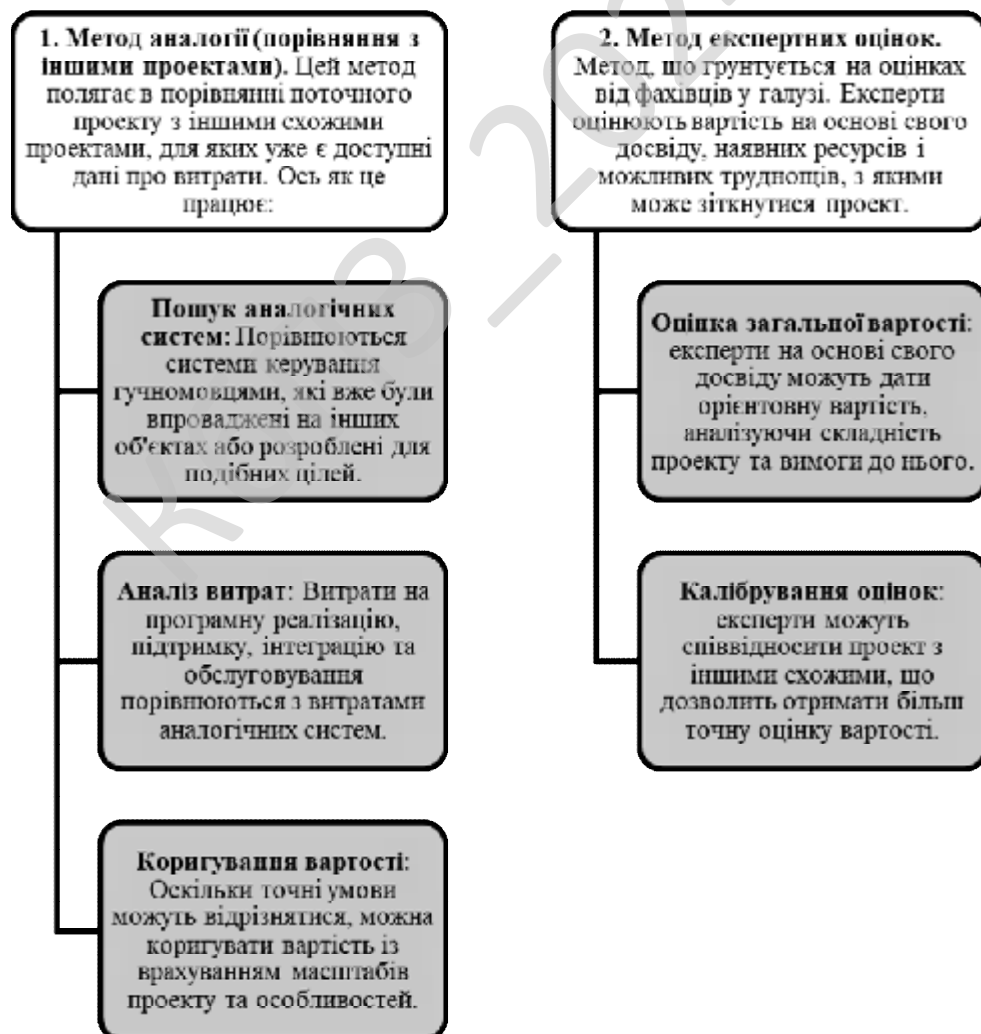 1. Метод аналогії (порівняння з
іншими проектами). Цей метод
полягає в порівнянні поточного
проекту з іншими схожими
проектами, для яких уже є доступні
дані про витрати. Ось як це
працює:
Пошук аналогічних
систем: Порівнюються
системи керування
гучномовцями, які вже були
впроваджені на інших
об'єктах або розроблені для
подібних цілей.
Аналіз витрат: Витрати на
програмну реалізацію,
підтримку, інтеграцію та
обслуговування
порівнюються з витратами
аналогічних систем.
Коригування вартості:
Оскільки точні умови
можуть відрізнятися, можна
коригувати вартість із
врахуванням масштабів
проекту та особливостей.
2. Метод експертних оцінок.
Метод, що ґрунтується на оцінках
від фахівців у галузі. Експерти
оцінюють вартість на основі свого
досвіду, наявних ресурсів і
можливих труднощів, з якими
може зіткнутися проект.
Оцінка загальної вартості:
експерти на основі свого
досвіду можуть дати
орієнтовну вартість,
аналізуючи складність
проекту та вимоги до нього.
Калібрування оцінок:
експерти можуть
співвідносити проект з
іншими схожими, що
дозволить отримати більш
точну оцінку вартості.